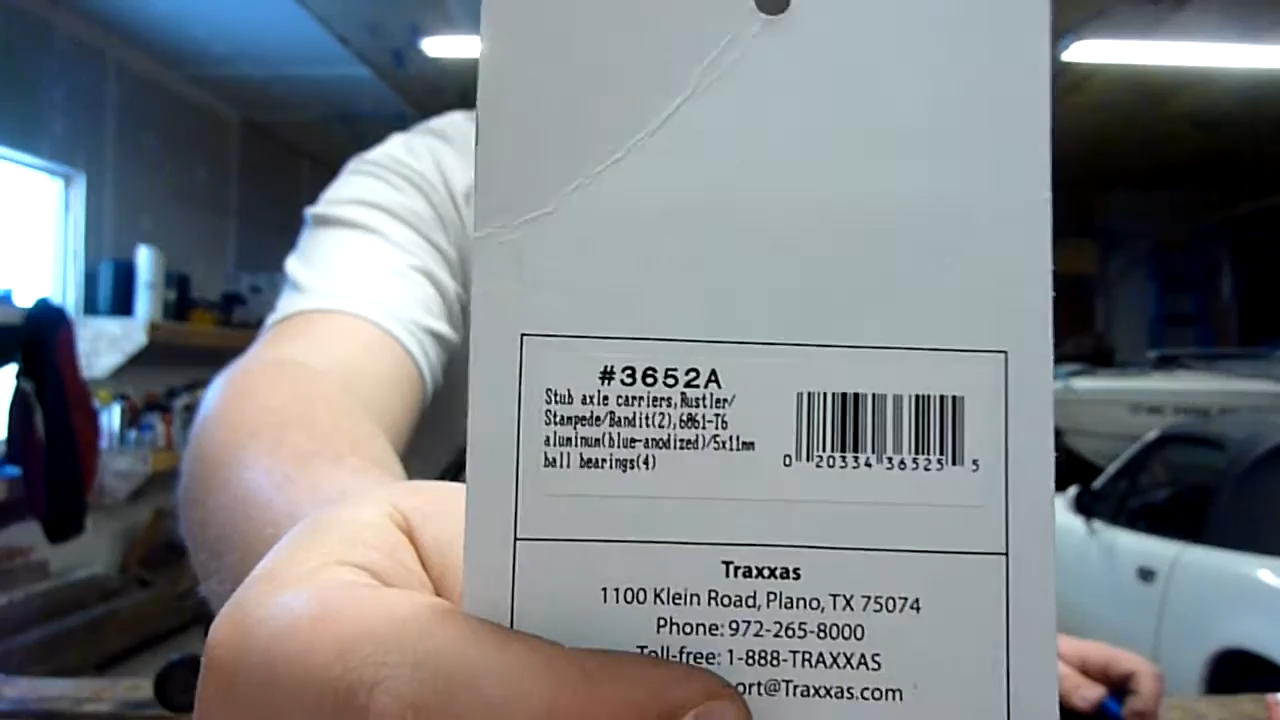 #3652A
Stub axle carriers,Rustler/
Stampede/Bandit(2),6061-T6
aluminum(blue-anodized)/5x11mm
ball bearings(4)
0 20334 36525 5
Traxxas
1100 Klein Road, Plano, TX 75074
Phone: 972-265-8000
Toll-free: 1-888-TRAXXAS
ort@Traxxas.com